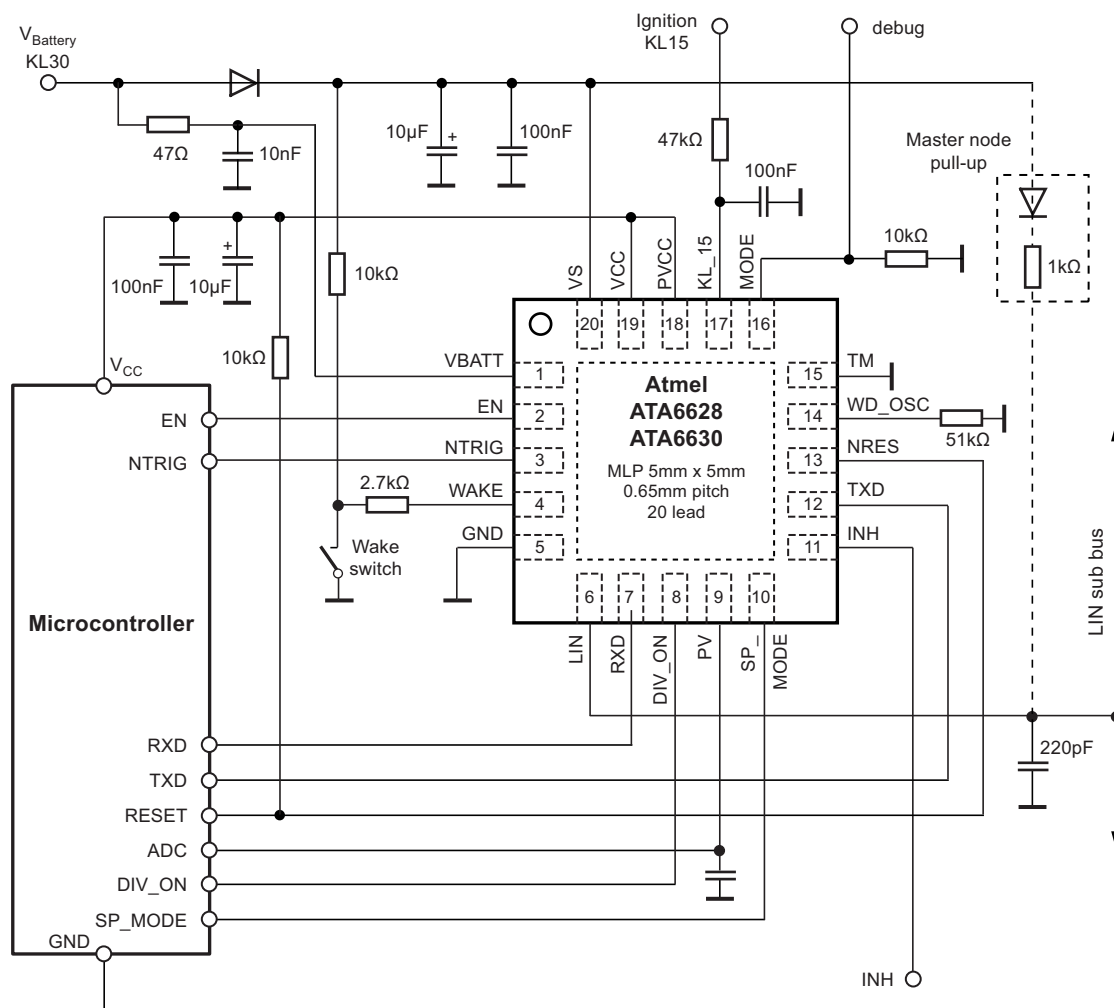 Ignition
KL15
debug
VBattery
KL30
47Ω
10nF
10µF
+
100nF
47kΩ
100nF
Master node
pull-up
10kΩ
1kΩ
100nF
+
10µF
10kΩ
10kΩ
VS
VCC
PVCC
KL_15
MODE
20
19
18
17
16
VCC
VBATT
1
EN
2
NTRIG
3
WAKE
4
GND
5
Atmel
ATA6628
ATA6630
MLP 5mm x 5mm
0.65mm pitch
20 lead
15
TM
14
WD_OSC
51kΩ
13
NRES
12
TXD
11
INH
EN
NTRIG
2.7kΩ
Wake
switch
6
7
8
9
10
LIN
RXD
DIV_ON
PV
SP_
MODE
LIN sub bus
Microcontroller
220pF
RXD
TXD
RESET
ADC
DIV_ON
SP_MODE
GND
INH